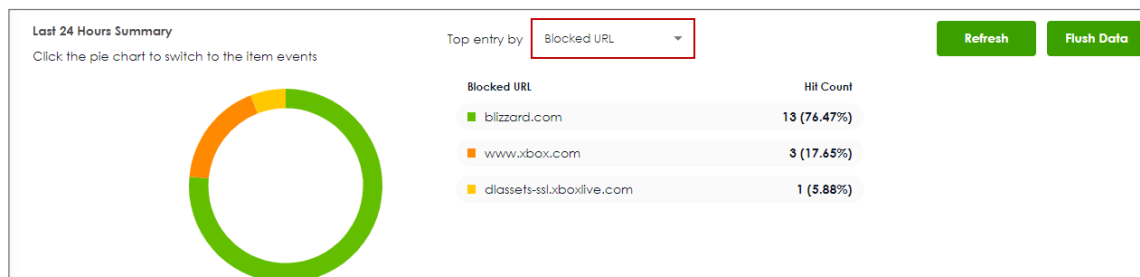 Last 24 Hours Summary
Click the pie chart to switch to the item events
Top entry by Blocked URL
Refresh
Flush Data
Blocked URL Hit Count
blizzard.com 13 (76.47%)
www.xbox.com 3 (17.65%)
dlassets-ssl.xboxlive.com 1 (5.88%)